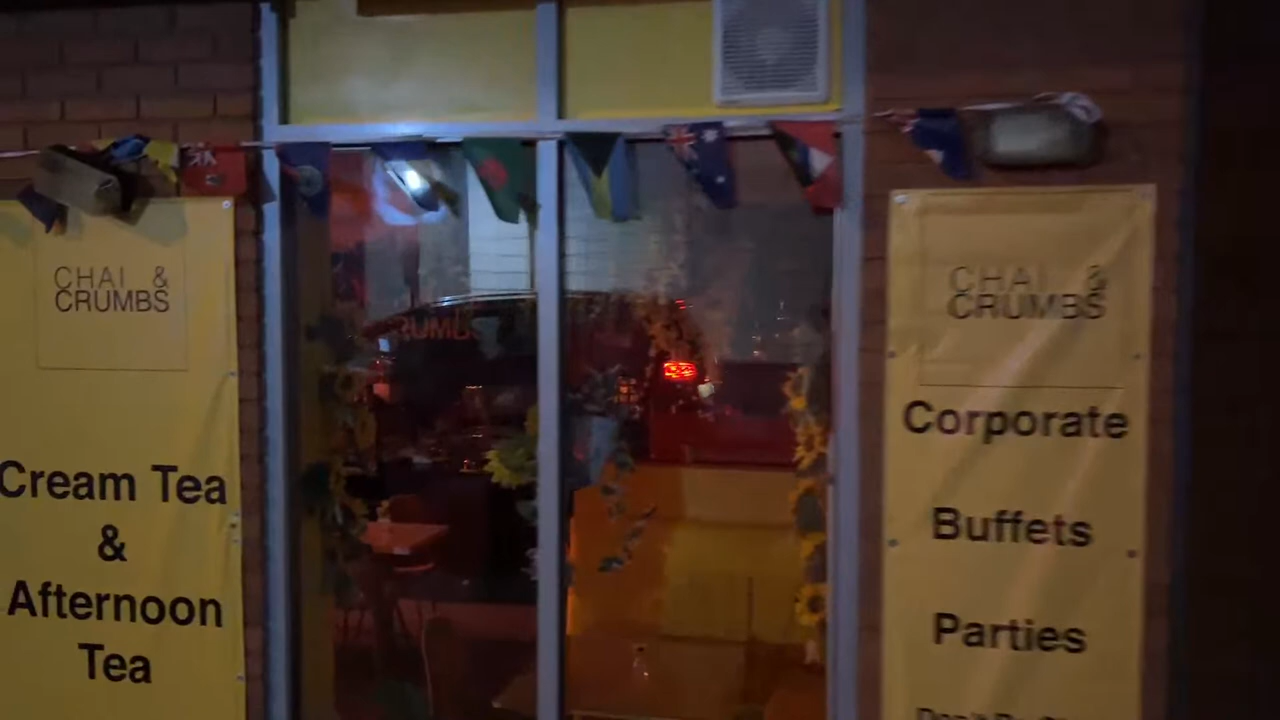 CHAI &
CRUMBS
Cream Tea
&
Afternoon
Tea
CHAI &
CRUMBS
Corporate
Buffets
Parties